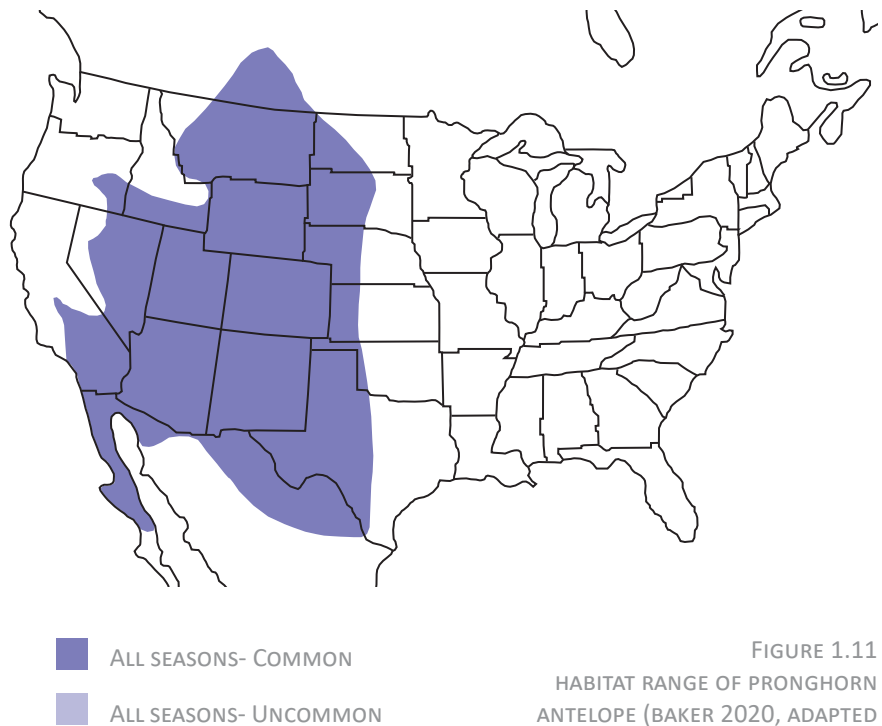 All seasons- Common
All seasons- Uncommon
Figure 1.11
habitat range of pronghorn
antelope (Baker 2020, adapted